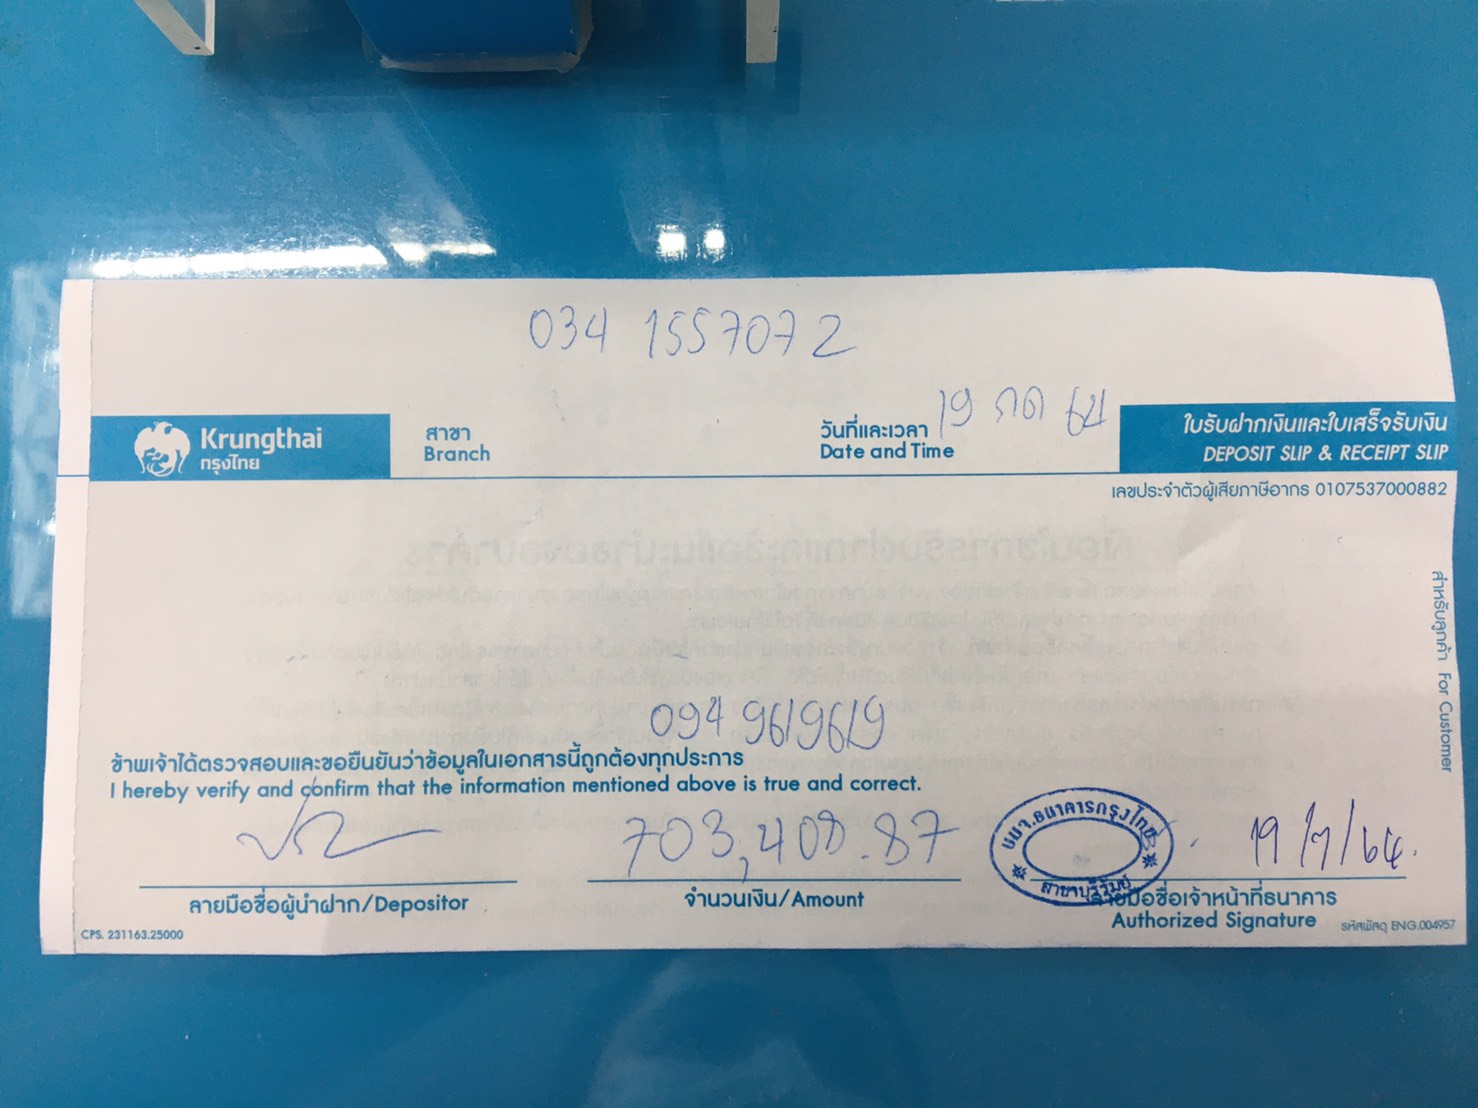 034 1557072
Krungthai
กรุงไทย
สาขา
Branch
วันที่และเวลา 19 กค 64
Date and Time
ใบรับฝากเงินและใบเสร็จรับเงิน
DEPOSIT SLIP & RECEIPT SLIP
เลขประจำตัวผู้เสียภาษีอากร 0107537000882
สำหรับลูกค้า For Customer
094 9619619
ข้าพเจ้าได้ตรวจสอบและขอยืนยันว่าข้อมูลในเอกสารนี้ถูกต้องทุกประการ
I hereby verify and confirm that the information mentioned above is true and correct.
703,408.87
บมจ.ธนาคารกรุงไทย
สาขาบุรีรัมย์
19/7/64.
ลายมือชื่อผู้นำฝาก/Depositor
จำนวนเงิน/Amount
ลายมือชื่อเจ้าหน้าที่ธนาคาร
Authorized Signature
CPS. 231163.25000
รหัสพัสดุ ENG.004957